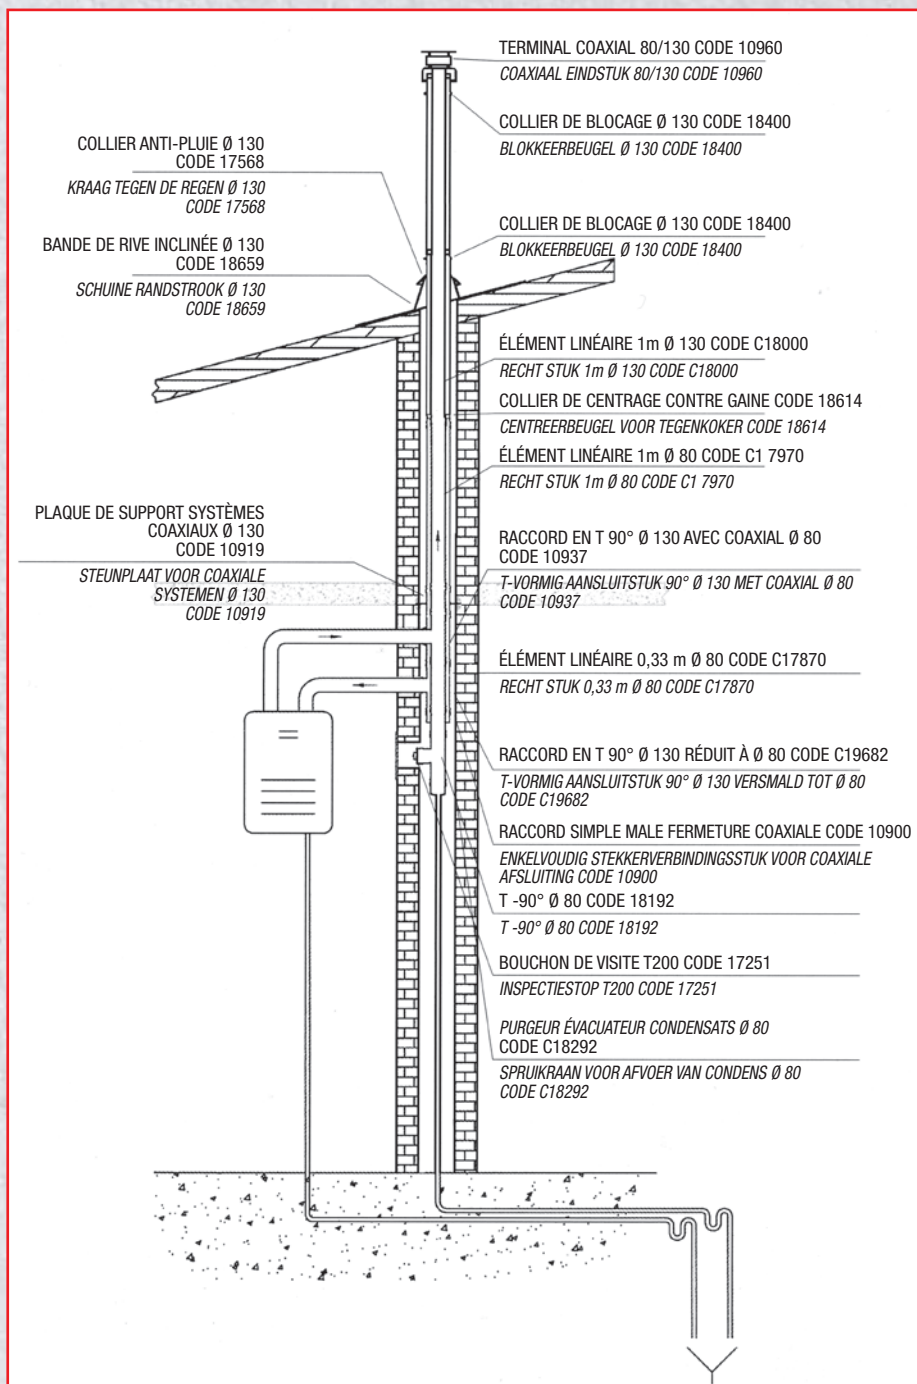 TERMINAL COAXIAL 80/130 CODE 10960
COAXIAAL EINDSTUK 80/130 CODE 10960
COLLIER DE BLOCAGE Ø 130 CODE 18400
BLOKKEERBEUGEL Ø 130 CODE 18400
COLLIER ANTI-PLUIE Ø 130
CODE 17568
KRAAG TEGEN DE REGEN Ø 130
CODE 17568
COLLIER DE BLOCAGE Ø 130 CODE 18400
BLOKKEERBEUGEL Ø 130 CODE 18400
BANDE DE RIVE INCLINÉE Ø 130
CODE 18659
SCHUINE RANDSTROOK Ø 130
CODE 18659
ÉLÉMENT LINÉAIRE 1m Ø 130 CODE C18000
RECHT STUK 1m Ø 130 CODE C18000
COLLIER DE CENTRAGE CONTRE GAINE CODE 18614
CENTREERBEUGEL VOOR TEGENKOKER CODE 18614
ÉLÉMENT LINÉAIRE 1m Ø 80 CODE C1 7970
RECHT STUK 1m Ø 80 CODE C1 7970
PLAQUE DE SUPPORT SYSTÈMES
COAXIAUX Ø 130
CODE 10919
STEUNPLAAT VOOR COAXIALE
SYSTEMEN Ø 130
CODE 10919
RACCORD EN T 90° Ø 130 AVEC COAXIAL Ø 80
CODE 10937
T-VORMIG AANSLUITSTUK 90° Ø 130 MET COAXIAL Ø 80
CODE 10937
ÉLÉMENT LINÉAIRE 0,33 m Ø 80 CODE C17870
RECHT STUK 0,33 m Ø 80 CODE C17870
RACCORD EN T 90° Ø 130 RÉDUIT À Ø 80 CODE C19682
T-VORMIG AANSLUITSTUK 90° Ø 130 VERSMALD TOT Ø 80
CODE C19682
RACCORD SIMPLE MALE FERMETURE COAXIALE CODE 10900
ENKELVOUDIG STEKKERVERBINDINGSSTUK VOOR COAXIALE
AFSLUITING CODE 10900
T -90° Ø 80 CODE 18192
T -90° Ø 80 CODE 18192
BOUCHON DE VISITE T200 CODE 17251
INSPECTIESTOP T200 CODE 17251
PURGEUR ÉVACUATEUR CONDENSATS Ø 80
CODE C18292
SPRUIKRAAN VOOR AFVOER VAN CONDENS Ø 80
CODE C18292